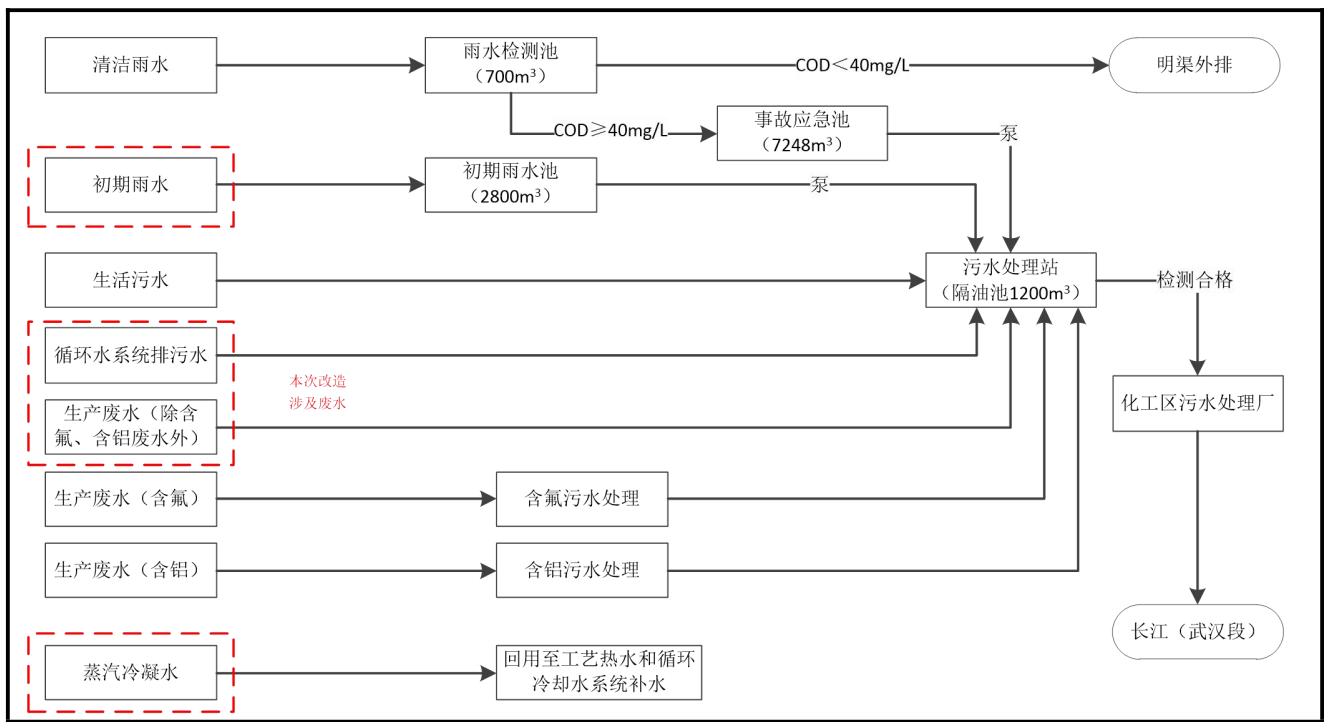 清洁雨水
雨水检测池
（700m³）
COD＜40mg/L
明渠外排
COD≥40mg/L
事故应急池
（7248m³）
泵
初期雨水
初期雨水池
（2800m³）
泵
生活污水
污水处理站
（隔油池1200m³）
检测合格
循环水系统排污水
本次改造
涉及废水
生产废水（除含
氟、含铝废水外）
化工区污水处理厂
生产废水（含氟）
含氟污水处理
生产废水（含铝）
含铝污水处理
长江（武汉段）
蒸汽冷凝水
回用至工艺热水和循环
冷却水系统补水